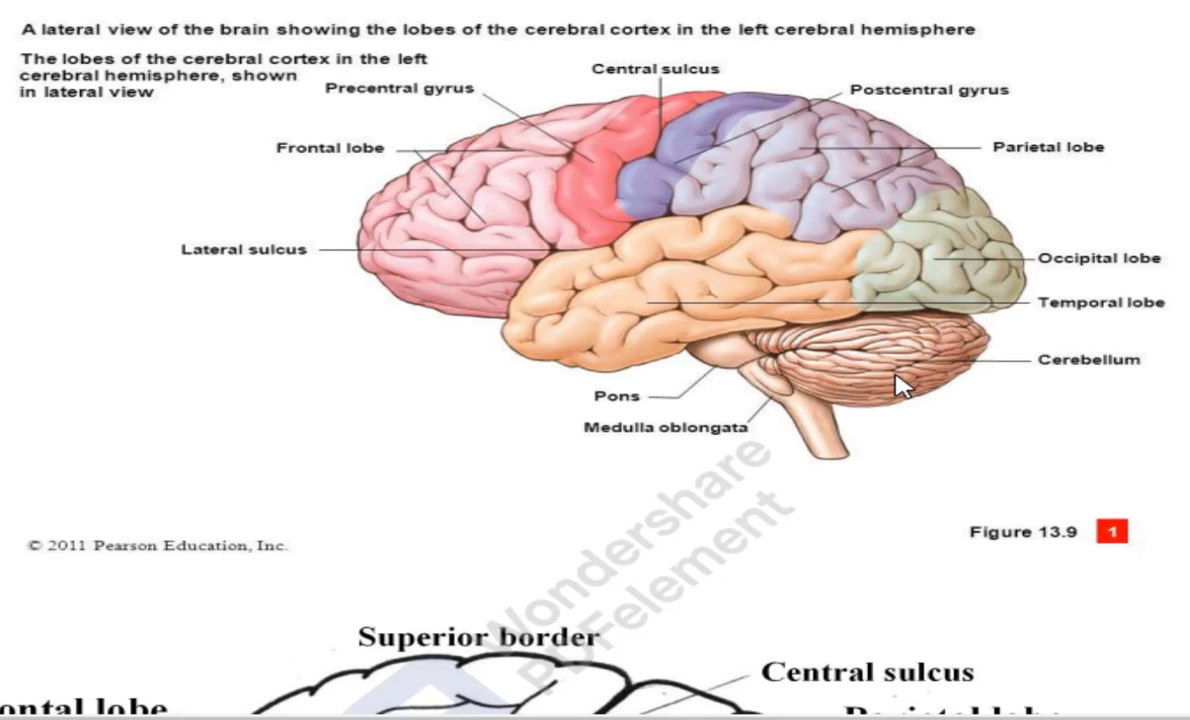 A lateral view of the brain showing the lobes of the cerebral cortex in the left cerebral hemisphere
The lobes of the cerebral cortex in the left
cerebral hemisphere, shown
in lateral view
Central sulcus
Precentral gyrus
Postcentral gyrus
Frontal lobe
Parietal lobe
Lateral sulcus
Occipital lobe
Temporal lobe
Cerebellum
Pons
Medulla oblongata
Wondershare
PDFelement
Figure 13.9 1
© 2011 Pearson Education, Inc.
Superior border
Central sulcus
ontal lobe